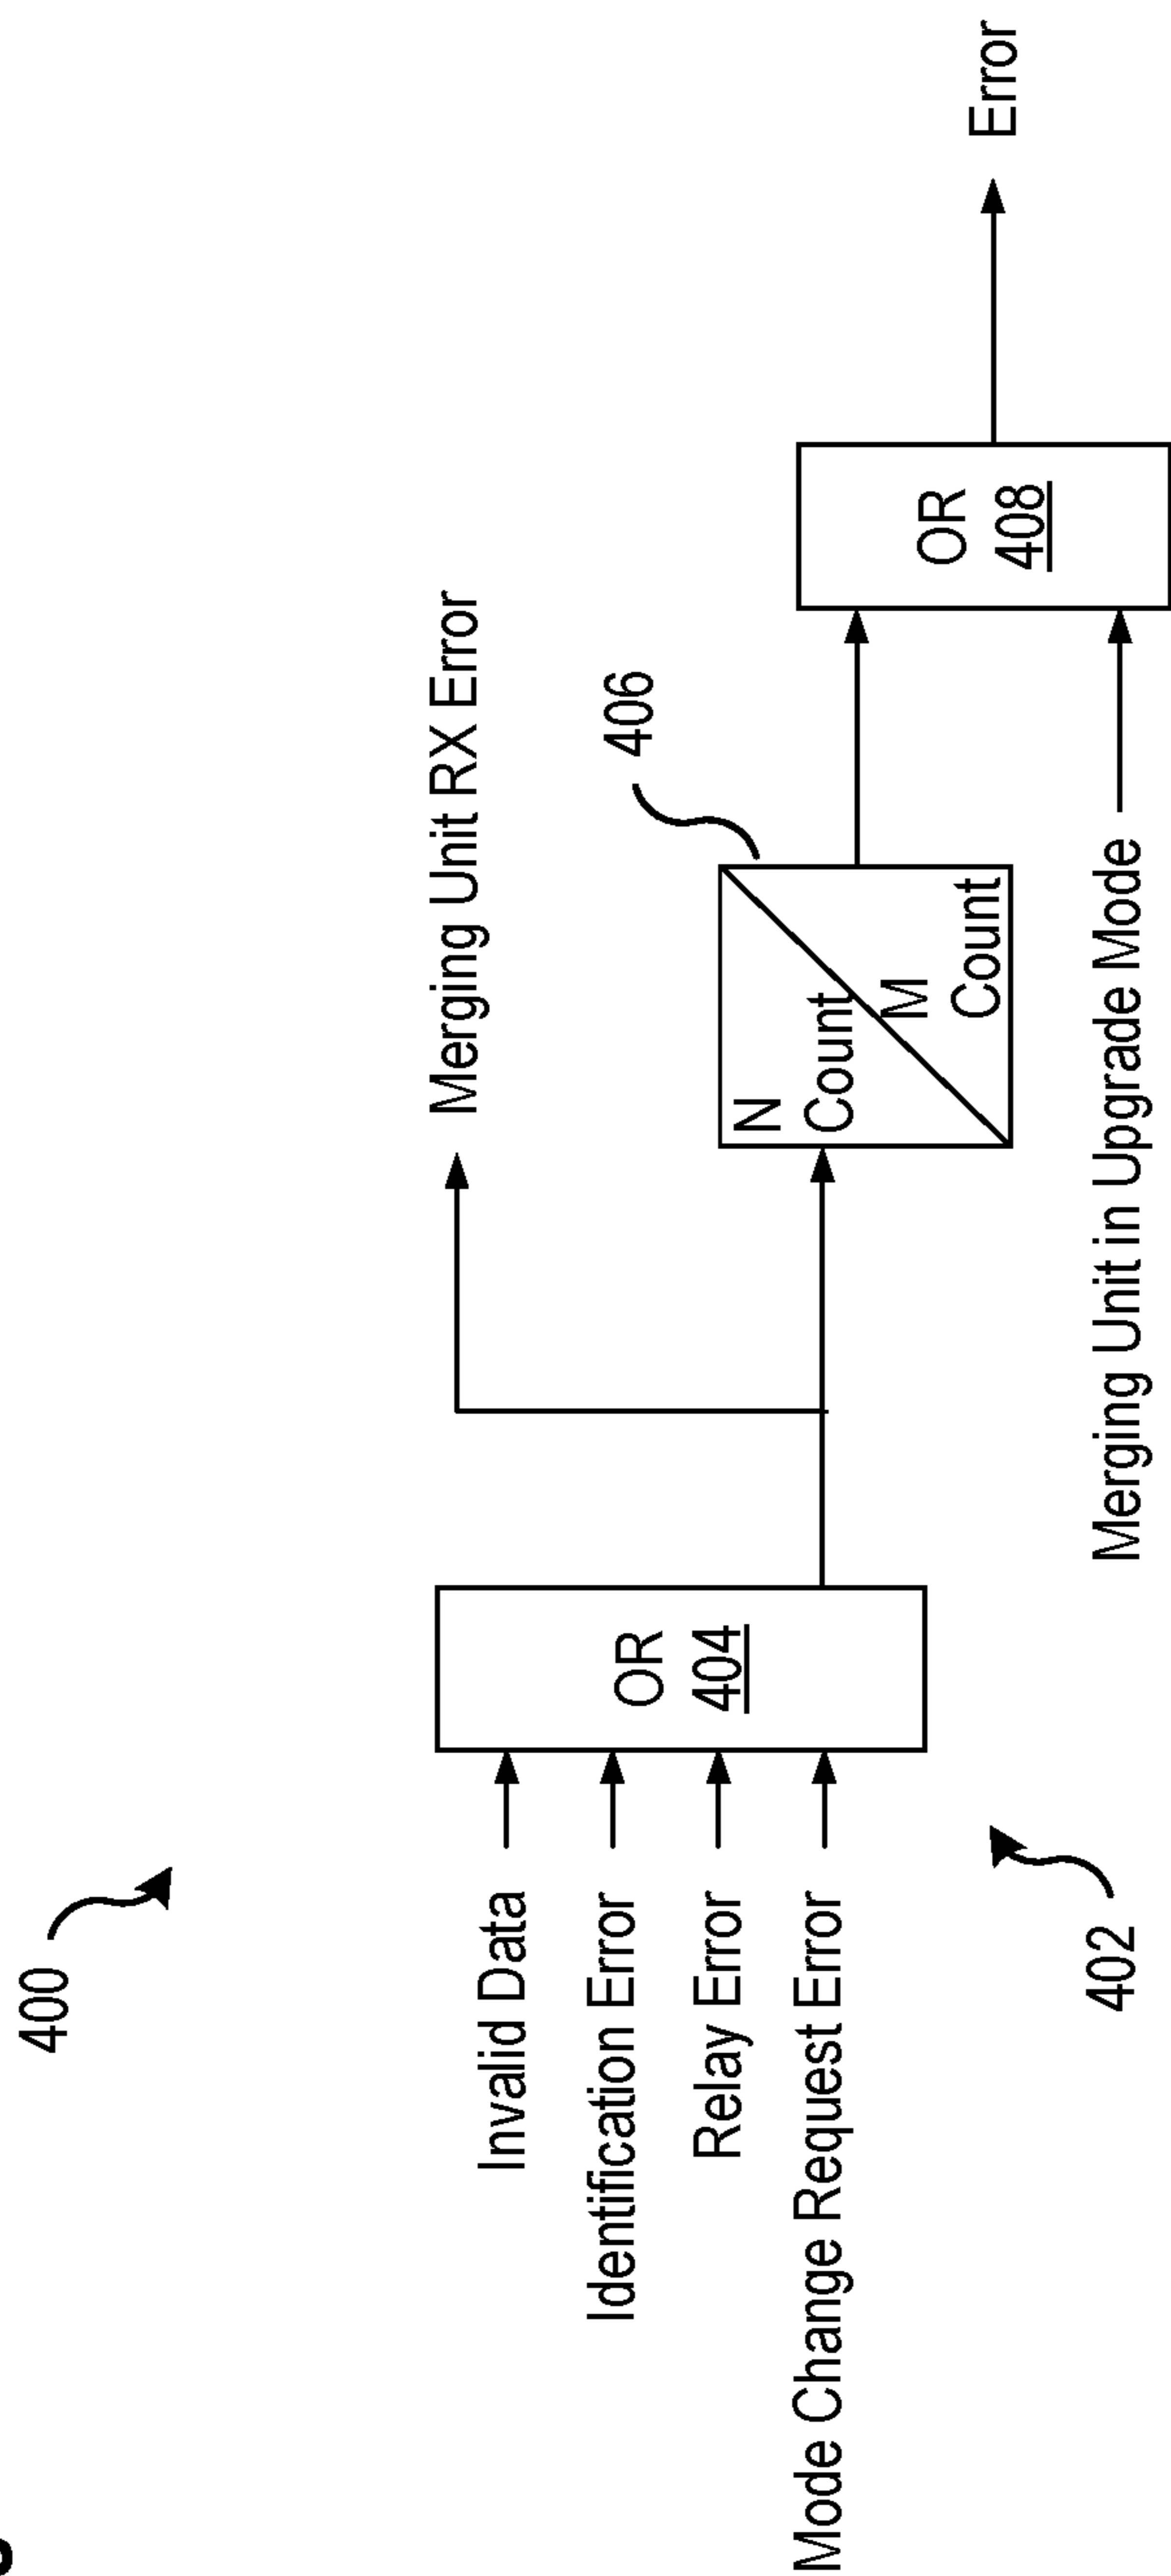 400
Merging Unit RX Error
Invalid Data
Identification Error
Relay Error
Mode Change Request Error
OR
404
406
N
Count
M
Count
OR
408
Error
Merging Unit in Upgrade Mode
402